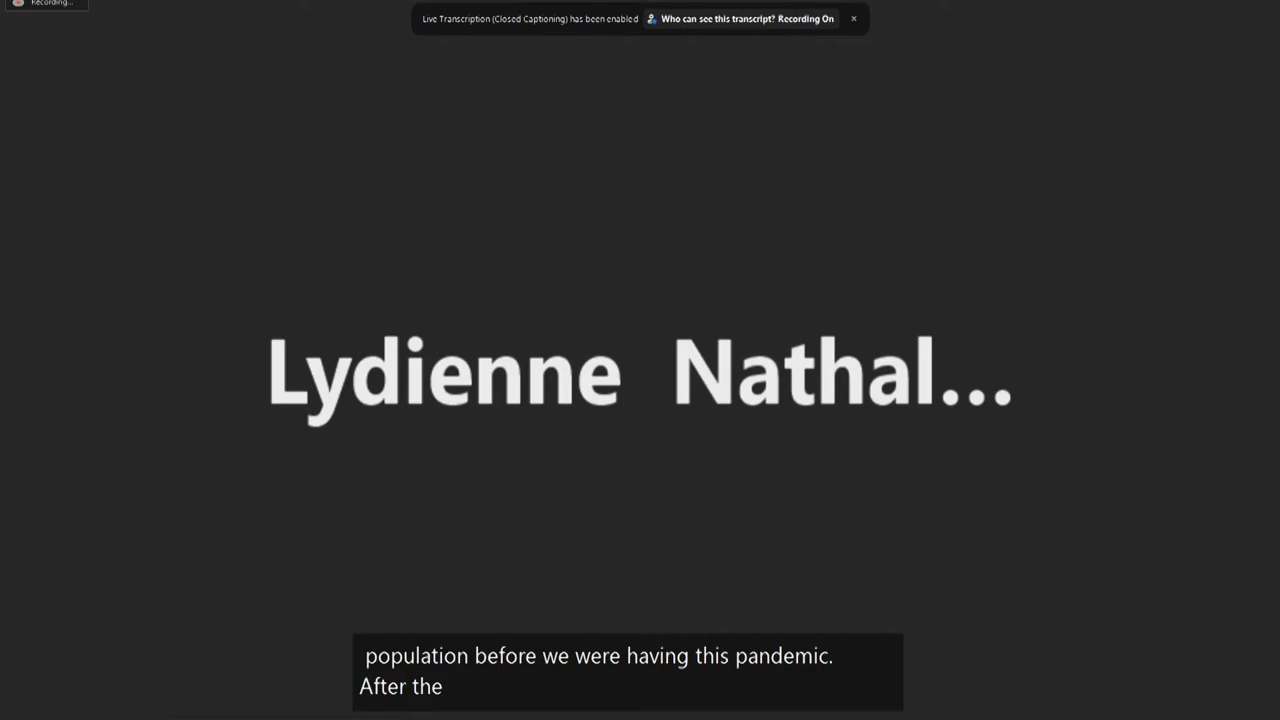 Recording...
Live Transcription (Closed Captioning) has been enabled Who can see this transcript? Recording On ×
Lydienne Nathal...
population before we were having this pandemic.
After the